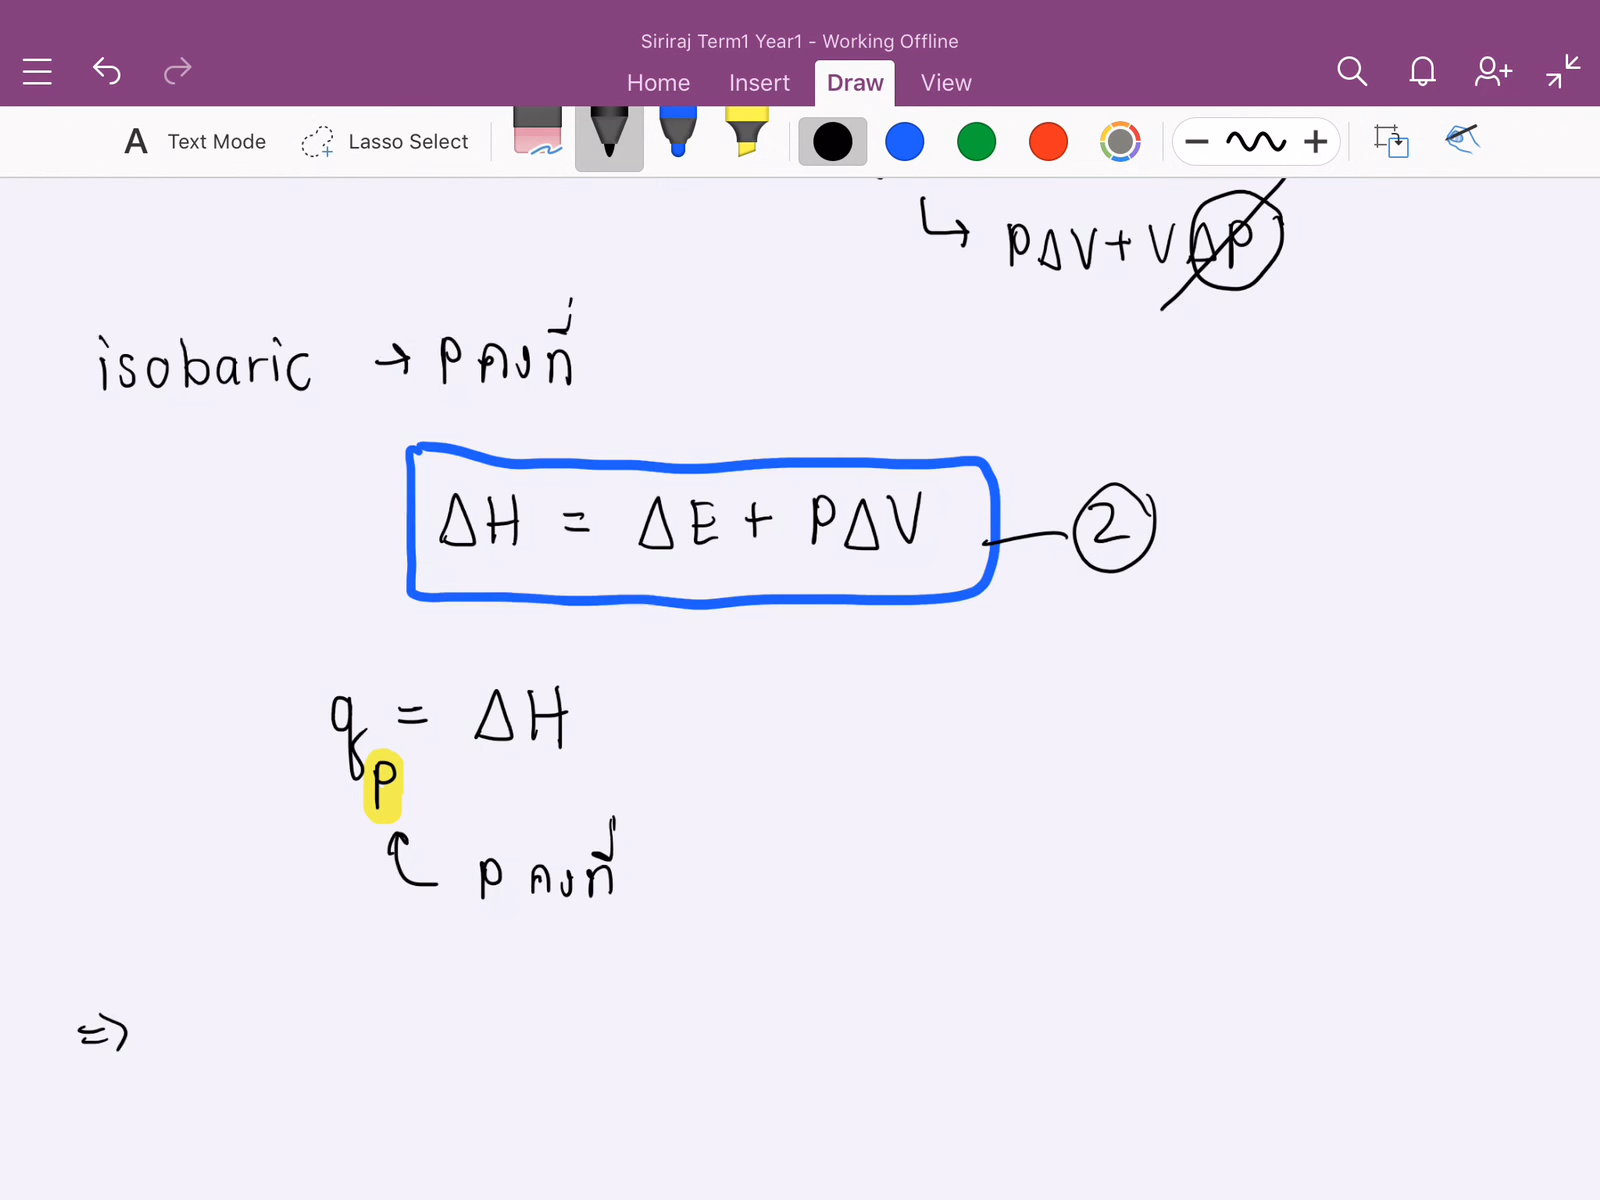 Siriraj Term1 Year1 - Working Offline
Home Insert Draw View
A Text Mode Lasso Select
↳ PΔV + VΔP
isobaric → P คงที่
ΔH = ΔE + PΔV — 2
qp = ΔH
P คงที่
⇒